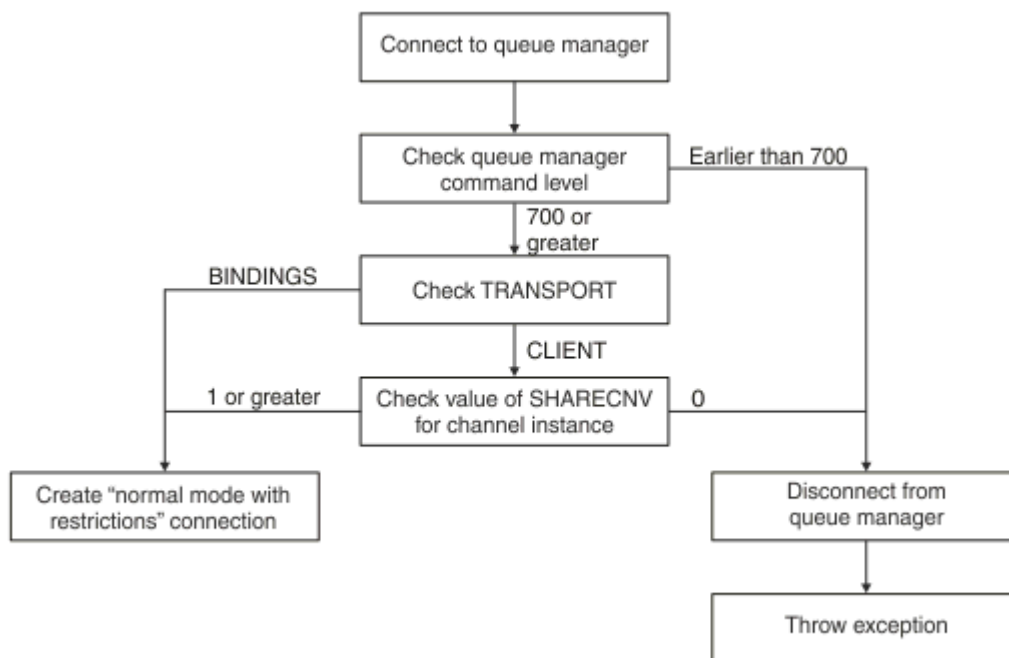 Connect to queue manager
Check queue manager
command level
Earlier than 700
700 or
greater
BINDINGS
Check TRANSPORT
CLIENT
1 or greater
Check value of SHARECNV
for channel instance
0
Create “normal mode with
restrictions” connection
Disconnect from
queue manager
Throw exception